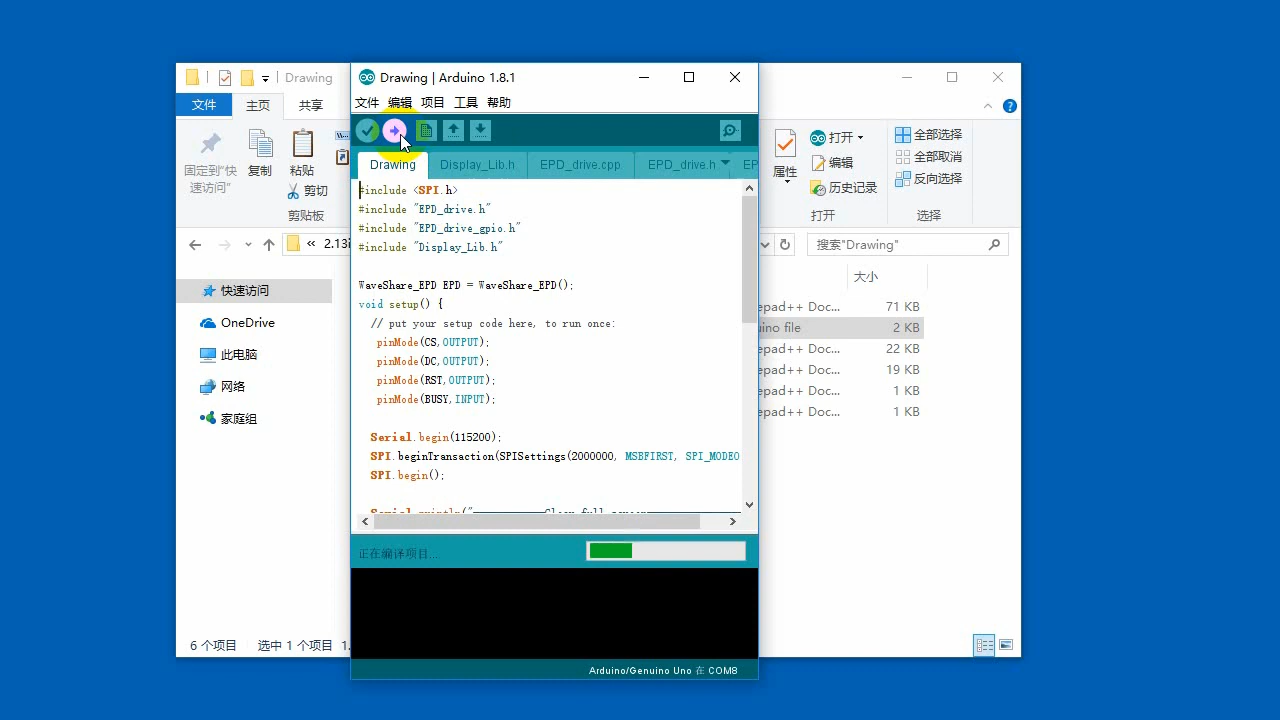 Drawing
文件
主页
共享
固定到“快
速访问”
复制
粘贴
剪切
剪贴板
属性
打开
编辑
历史记录
打开
全部选择
全部取消
反向选择
选择
« 2.13
搜索"Drawing"
大小
快速访问
OneDrive
此电脑
网络
家庭组
epad++ Doc... 71 KB
uino file 2 KB
epad++ Doc... 22 KB
epad++ Doc... 19 KB
epad++ Doc... 1 KB
epad++ Doc... 1 KB
6 个项目 选中 1 个项目 1.
Drawing | Arduino 1.8.1
文件 编辑 项目 工具 帮助
Drawing Display_Lib.h EPD_drive.cpp EPD_drive.h EP
#include <SPI.h>
#include "EPD_drive.h"
#include "EPD_drive_gpio.h"
#include "Display_Lib.h"
WaveShare_EPD EPD = WaveShare_EPD();
void setup() {
// put your setup code here, to run once:
pinMode(CS,OUTPUT);
pinMode(DC,OUTPUT);
pinMode(RST,OUTPUT);
pinMode(BUSY,INPUT);
Serial.begin(115200);
SPI.beginTransaction(SPISettings(2000000, MSBFIRST, SPI_MODE0
SPI.begin();
正在编译项目...
Arduino/Genuino Uno 在 COM8